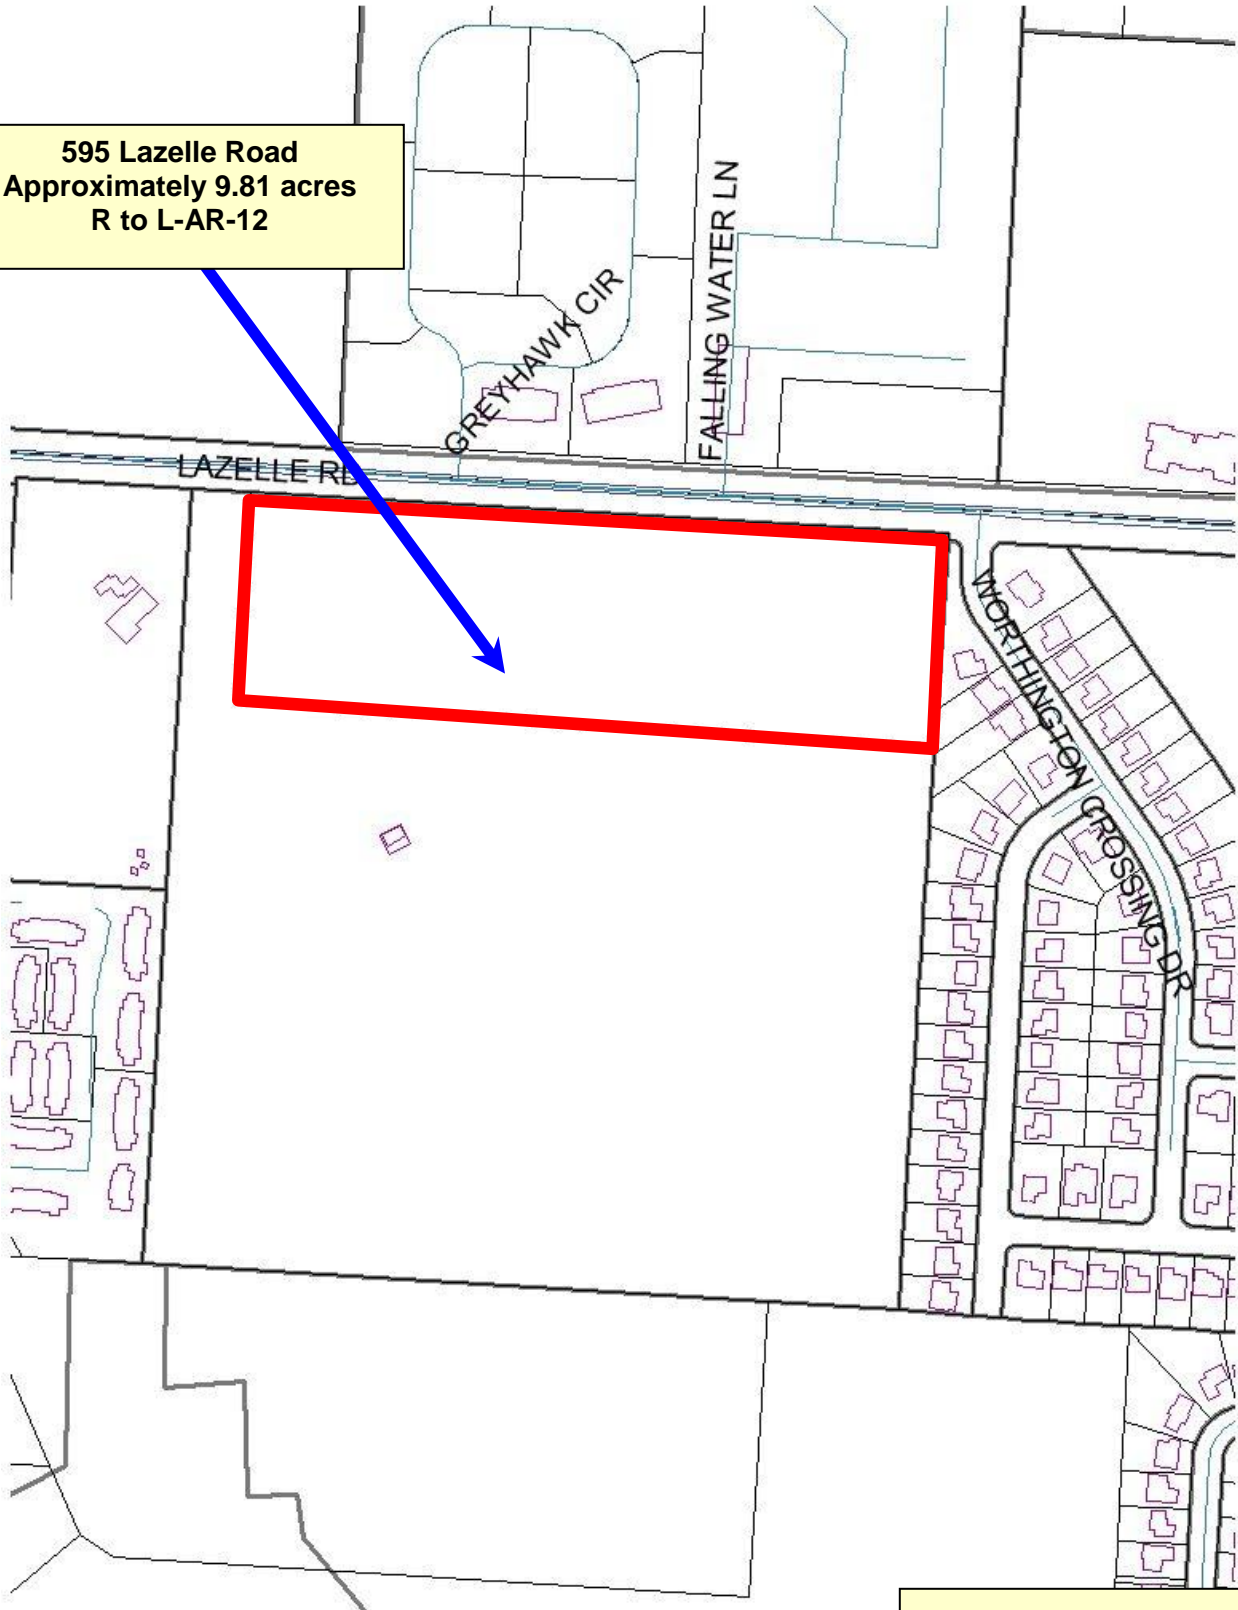 595 Lazelle Road
Approximately 9.81 acres
R to L-AR-12
GREYHAWK CIR
FALLING WATER LN
LAZELLE RD
WORTHINGTON CROSSING DR